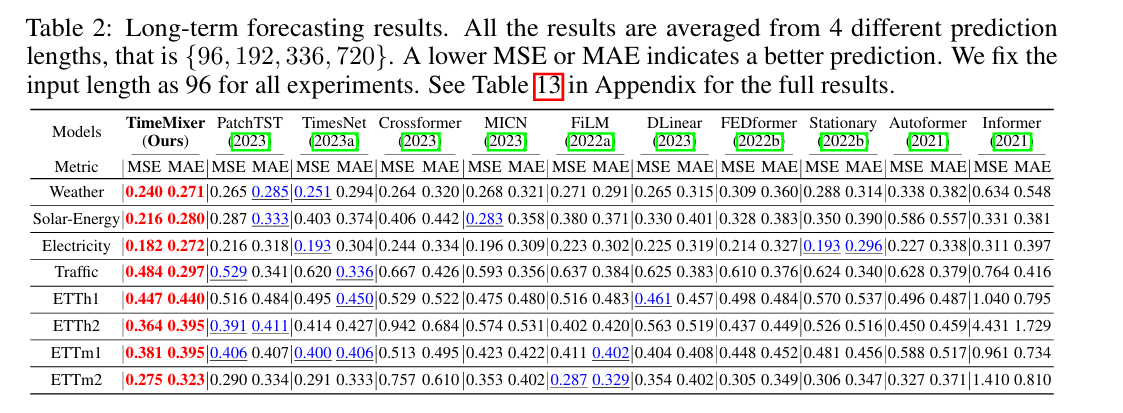 Table 2: Long-term forecasting results. All the results are averaged from 4 different prediction
lengths, that is {96, 192, 336, 720}. A lower MSE or MAE indicates a better prediction. We fix the
input length as 96 for all experiments. See Table 13 in Appendix for the full results.
Models TimeMixer PatchTST TimesNet Crossformer MICN FiLM DLinear FEDformer Stationary Autoformer Informer
(Ours) (2023) (2023a) (2023) (2023) (2022a) (2023) (2022b) (2022b) (2021) (2021)
Metric MSE MAE MSE MAE MSE MAE MSE MAE MSE MAE MSE MAE MSE MAE MSE MAE MSE MAE MSE MAE MSE MAE
Weather 0.240 0.271 0.265 0.285 0.251 0.294 0.264 0.320 0.268 0.321 0.271 0.291 0.265 0.315 0.309 0.360 0.288 0.314 0.338 0.382 0.634 0.548
Solar-Energy 0.216 0.280 0.287 0.333 0.403 0.374 0.406 0.442 0.283 0.358 0.380 0.371 0.330 0.401 0.328 0.383 0.350 0.390 0.586 0.557 0.331 0.381
Electricity 0.182 0.272 0.216 0.318 0.193 0.304 0.244 0.334 0.196 0.309 0.223 0.302 0.225 0.319 0.214 0.327 0.193 0.296 0.227 0.338 0.311 0.397
Traffic 0.484 0.297 0.529 0.341 0.620 0.336 0.667 0.426 0.593 0.356 0.637 0.384 0.625 0.383 0.610 0.376 0.624 0.340 0.628 0.379 0.764 0.416
ETTh1 0.447 0.440 0.516 0.484 0.495 0.450 0.529 0.522 0.475 0.480 0.516 0.483 0.461 0.457 0.498 0.484 0.570 0.537 0.496 0.487 1.040 0.795
ETTh2 0.364 0.395 0.391 0.411 0.414 0.427 0.942 0.684 0.574 0.531 0.402 0.420 0.563 0.519 0.437 0.449 0.526 0.516 0.450 0.459 4.431 1.729
ETTm1 0.381 0.395 0.406 0.407 0.400 0.406 0.513 0.495 0.423 0.422 0.411 0.402 0.404 0.408 0.448 0.452 0.481 0.456 0.588 0.517 0.961 0.734
ETTm2 0.275 0.323 0.290 0.334 0.291 0.333 0.757 0.610 0.353 0.402 0.287 0.329 0.354 0.402 0.305 0.349 0.306 0.347 0.327 0.371 1.410 0.810